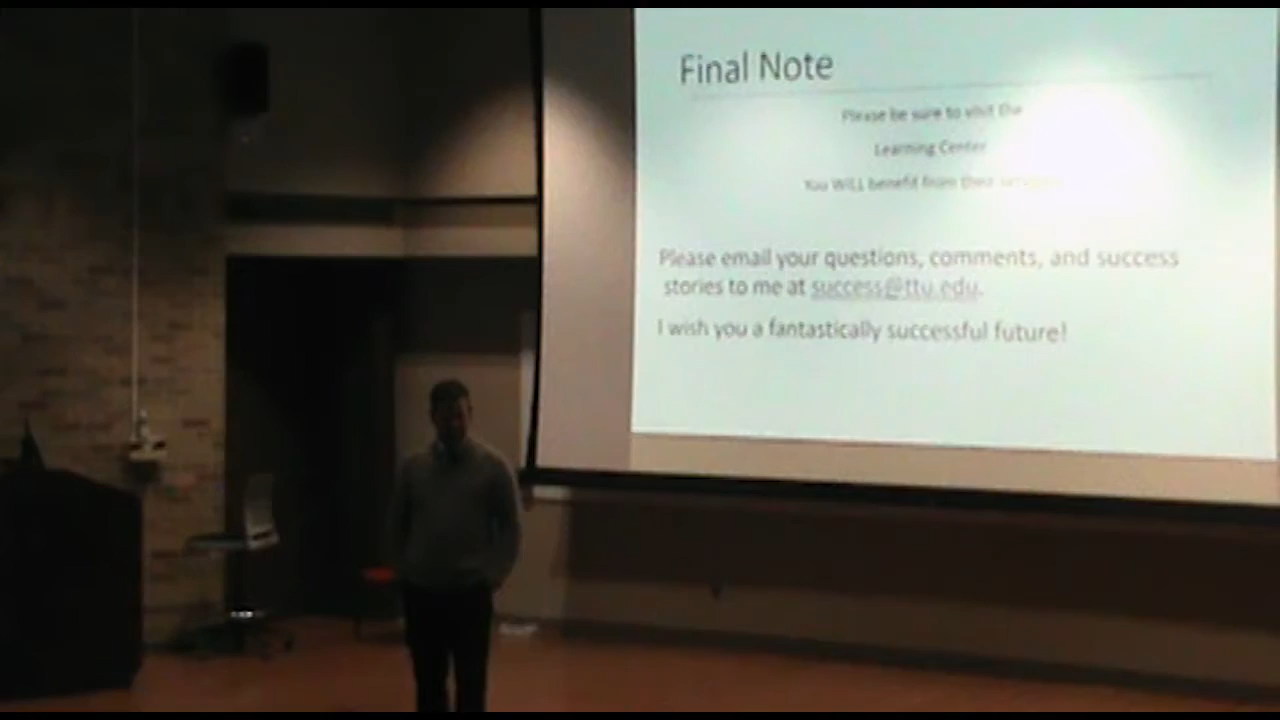 Final Note
Please be sure to visit the
Learning Center
You WILL benefit from their services
Please email your questions, comments, and success
stories to me at success@ttu.edu.
I wish you a fantastically successful future!